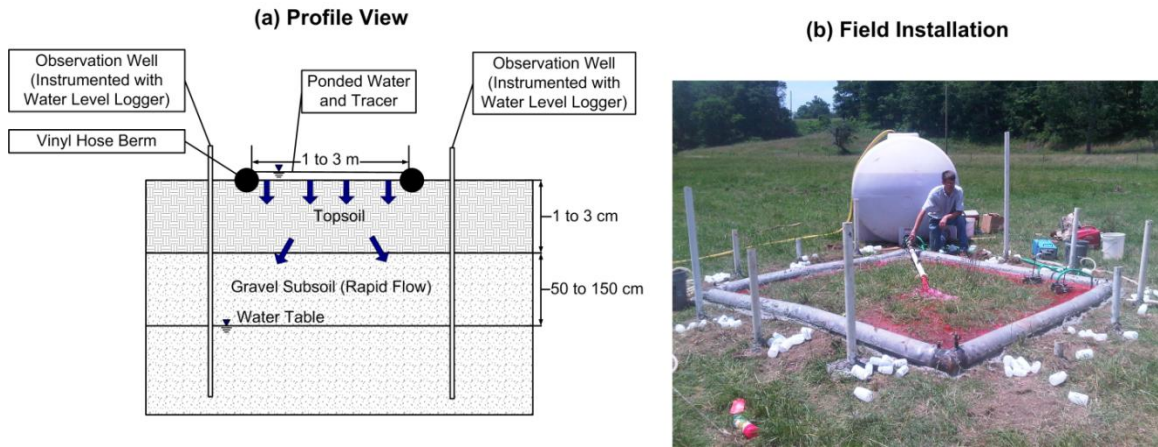 (a) Profile View
Observation Well
(Instrumented with
Water Level Logger)
Ponded Water
and Tracer
Observation Well
(Instrumented with
Water Level Logger)
Vinyl Hose Berm
1 to 3 m
Topsoil
1 to 3 cm
Gravel Subsoil (Rapid Flow)
50 to 150 cm
Water Table
(b) Field Installation